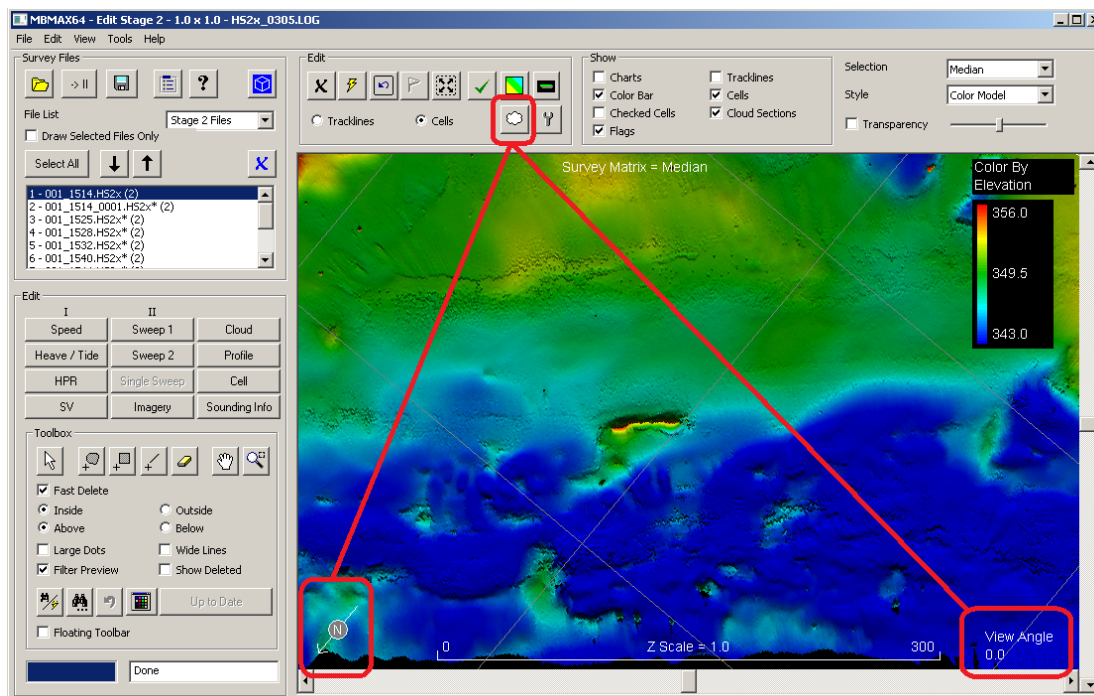 MBMAX64 - Edit Stage 2 - 1.0 x 1.0 - HS2x_0305.LOG
File Edit View Tools Help
Survey Files
->II
?
File List
Stage 2 Files
Draw Selected Files Only
Select All
X
1 - 001_1514.HS2x (2)
2 - 001_1514_0001.HS2x* (2)
3 - 001_1525.HS2x* (2)
4 - 001_1528.HS2x* (2)
5 - 001_1532.HS2x* (2)
6 - 001_1540.HS2x* (2)
Edit
X
Tracklines
Cells
Show
Charts
Tracklines
Color Bar
Cells
Checked Cells
Cloud Sections
Flags
Selection
Median
Style
Color Model
Transparency
Edit
I II
Speed Sweep 1 Cloud
Heave / Tide Sweep 2 Profile
HPR Single Sweep Cell
SV Imagery Sounding Info
Toolbox
Fast Delete
Inside Outside
Above Below
Large Dots Wide Lines
Filter Preview Show Deleted
Up to Date
Floating Toolbar
Done
Survey Matrix = Median
Color By
Elevation
356.0
349.5
343.0
N
0 Z Scale = 1.0 300
View Angle
0.0